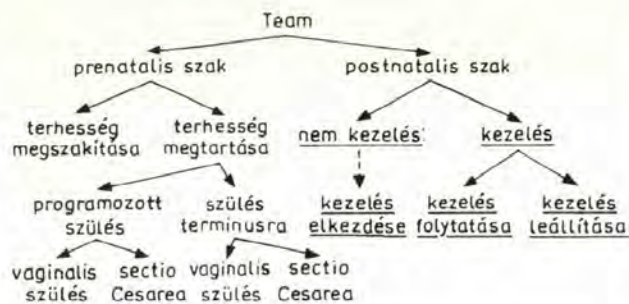 Team
prenatalis szak postnatalis szak
terhesség terhesség nem kezelés kezelés
megszakítása megtartása
programozott szülés kezelés kezelés kezelés
szülés terminusra elkezdése folytatása leállítása
vaginalis sectio vaginalis sectio
szülés Cesarea szülés Cesarea